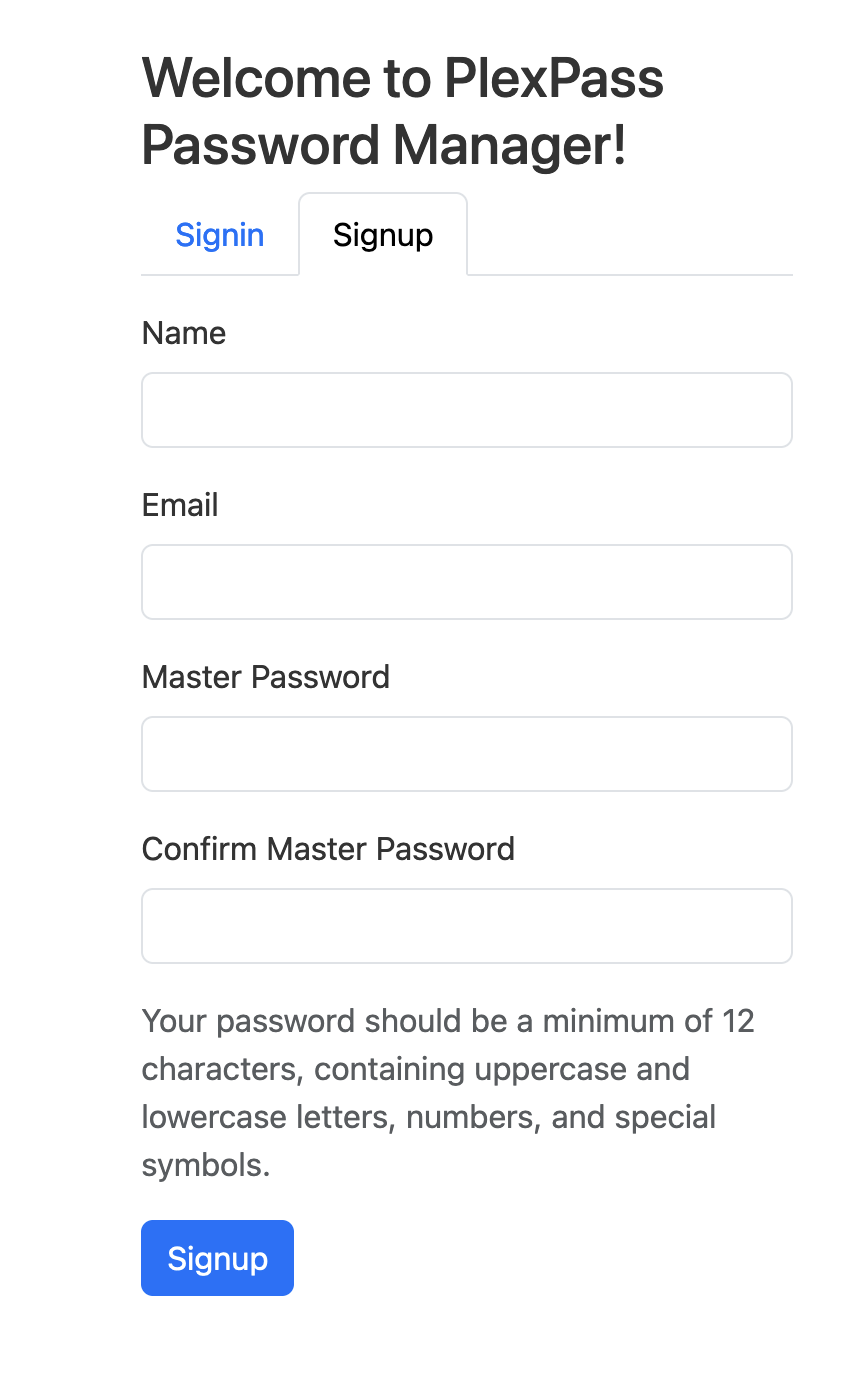 Welcome to PlexPass
Password Manager!
Signin Signup
Name
Email
Master Password
Confirm Master Password
Your password should be a minimum of 12
characters, containing uppercase and
lowercase letters, numbers, and special
symbols.
Signup